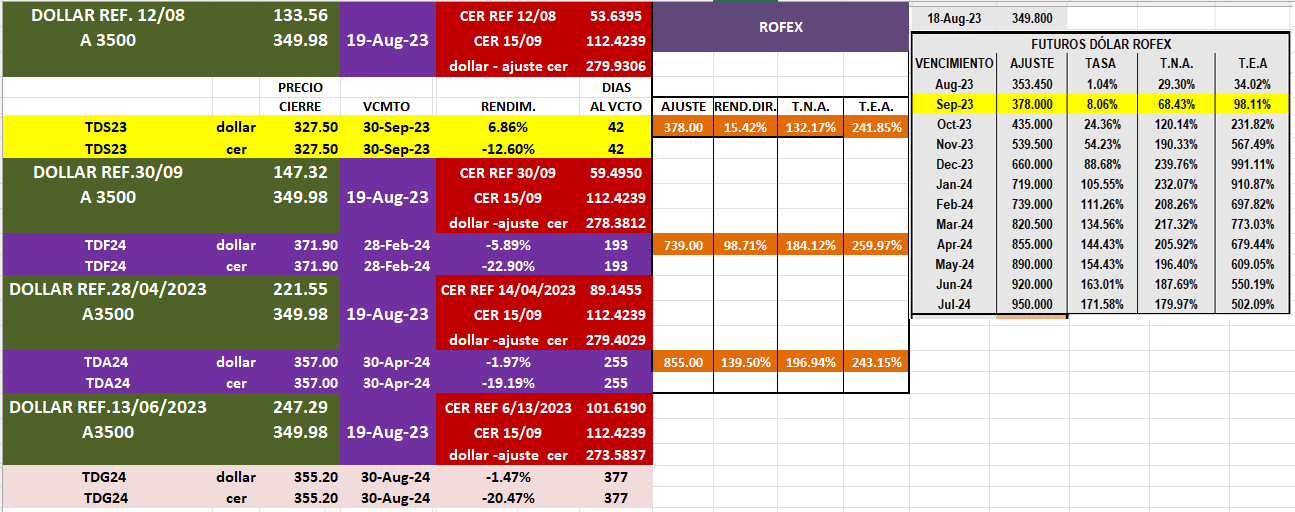 DOLLAR REF. 12/08 133.56 CER REF 12/08 53.6395
A 3500 349.98 19-Aug-23 CER 15/09 112.4239
dollar - ajuste cer 279.9306
PRECIO DIAS
CIERRE VCMTO RENDIM. AL VCTO
TDS23 dollar 327.50 30-Sep-23 6.86% 42
TDS23 cer 327.50 30-Sep-23 -12.60% 42
DOLLAR REF.30/09 147.32 CER REF 30/09 59.4950
A 3500 349.98 19-Aug-23 CER 15/09 112.4239
dollar -ajuste cer 278.3812
TDF24 dollar 371.90 28-Feb-24 -5.89% 193
TDF24 cer 371.90 28-Feb-24 -22.90% 193
DOLLAR REF.28/04/2023 221.55 CER REF 14/04/2023 89.1455
A3500 349.98 19-Aug-23 CER 15/09 112.4239
dollar -ajuste cer 279.4029
TDA24 dollar 357.00 30-Apr-24 -1.97% 255
TDA24 cer 357.00 30-Apr-24 -19.19% 255
DOLLAR REF.13/06/2023 247.29 CER REF 6/13/2023 101.6190
A3500 349.98 19-Aug-23 CER 15/09 112.4239
dollar -ajuste cer 273.5837
TDG24 dollar 355.20 30-Aug-24 -1.47% 377
TDG24 cer 355.20 30-Aug-24 -20.47% 377
ROFEX
AJUSTE REND.DIR. T.N.A. T.E.A.
378.00 15.42% 132.17% 241.85%
739.00 98.71% 184.12% 259.97%
855.00 139.50% 196.94% 243.15%
18-Aug-23 349.800
FUTUROS DÓLAR ROFEX
VENCIMIENTO AJUSTE TASA T.N.A. T.E.A
Aug-23 353.450 1.04% 29.30% 34.02%
Sep-23 378.000 8.06% 68.43% 98.11%
Oct-23 435.000 24.36% 120.14% 231.82%
Nov-23 539.500 54.23% 190.33% 567.49%
Dec-23 660.000 88.68% 239.76% 991.11%
Jan-24 719.000 105.55% 232.07% 910.87%
Feb-24 739.000 111.26% 208.26% 697.82%
Mar-24 820.500 134.56% 217.32% 773.03%
Apr-24 855.000 144.43% 205.92% 679.44%
May-24 890.000 154.43% 196.40% 609.05%
Jun-24 920.000 163.01% 187.69% 550.19%
Jul-24 950.000 171.58% 179.97% 502.09%